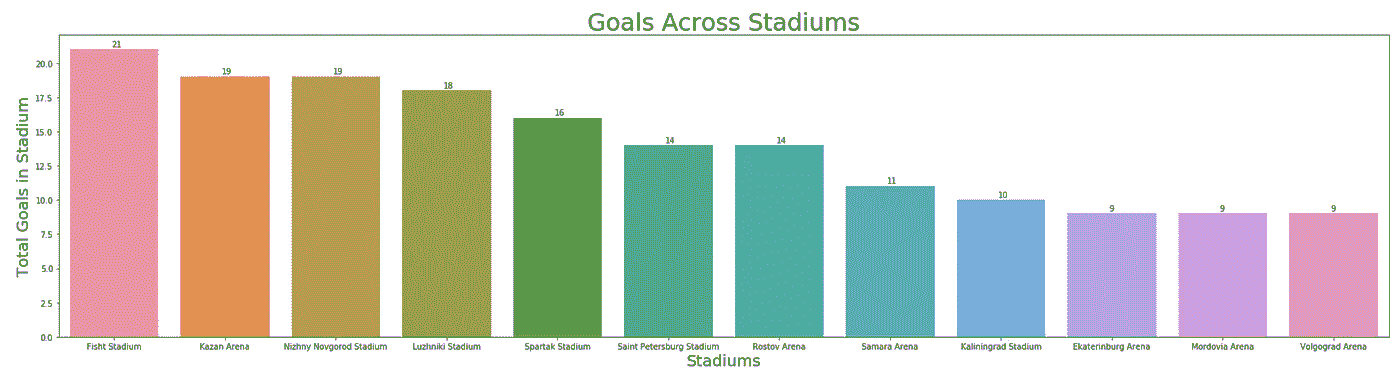 Goals Across Stadiums
Total Goals in Stadium
20.0
17.5
15.0
12.5
10.0
7.5
5.0
2.5
0.0
21
19
19
18
16
14
14
11
10
9
9
9
Fisht Stadium
Kazan Arena
Nizhny Novgorod Stadium
Luzhniki Stadium
Spartak Stadium
Saint Petersburg Stadium
Rostov Arena
Samara Arena
Kaliningrad Stadium
Ekaterinburg Arena
Mordovia Arena
Volgograd Arena
Stadiums